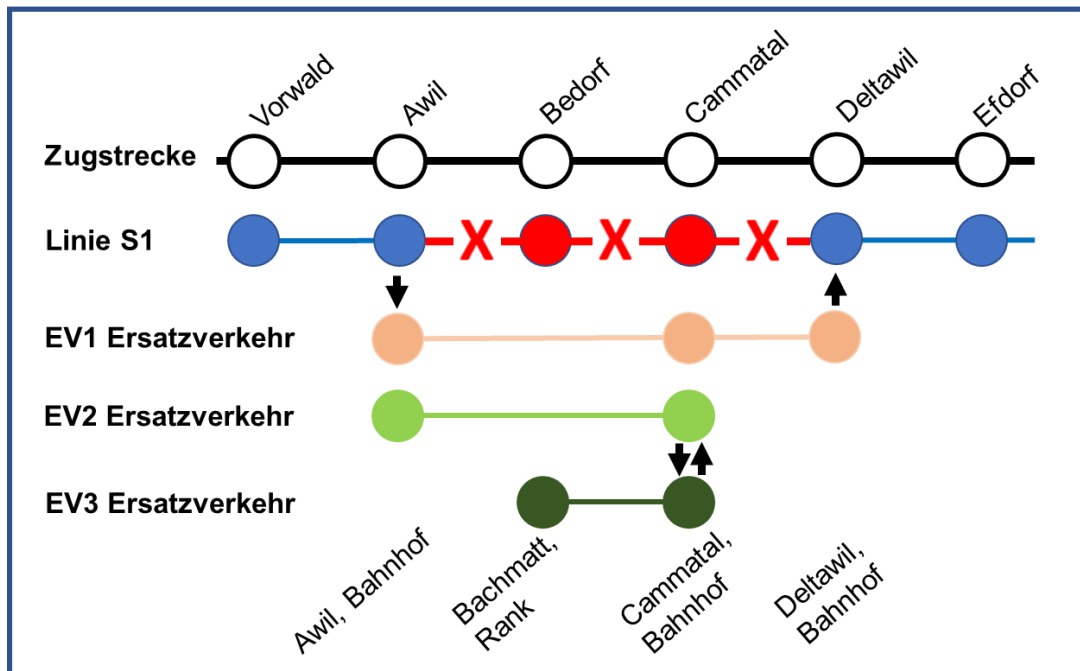 Vorwald
Awil
Bedorf
Cammatal
Deltawil
Efdorf
Zugstrecke
Linie S1
X
X
X
EV1 Ersatzverkehr
EV2 Ersatzverkehr
EV3 Ersatzverkehr
Awil, Bahnhof
Bachmatt,
Rank
Cammatal,
Bahnhof
Deltawil,
Bahnhof